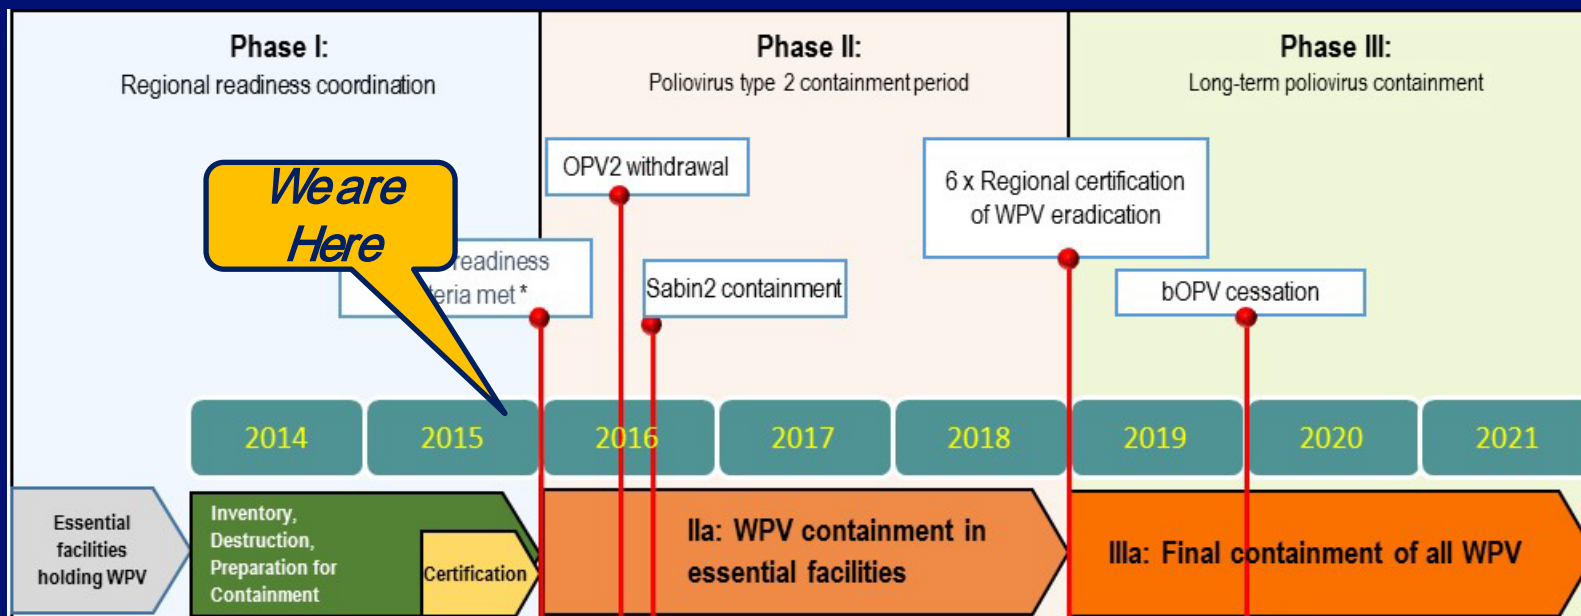 Phase I:
Regional readiness coordination
Phase II:
Poliovirus type 2 containment period
Phase III:
Long-term poliovirus containment
We are
Here
readiness
met *
OPV2 withdrawal
Sabin2 containment
6 x Regional certification
of WPV eradication
bOPV cessation
2014
2015
2016
2017
2018
2019
2020
2021
Essential
facilities
holding WPV
Inventory,
Destruction,
Preparation for
Containment
Certification
IIa: WPV containment in
essential facilities
IIIa: Final containment of all WPV